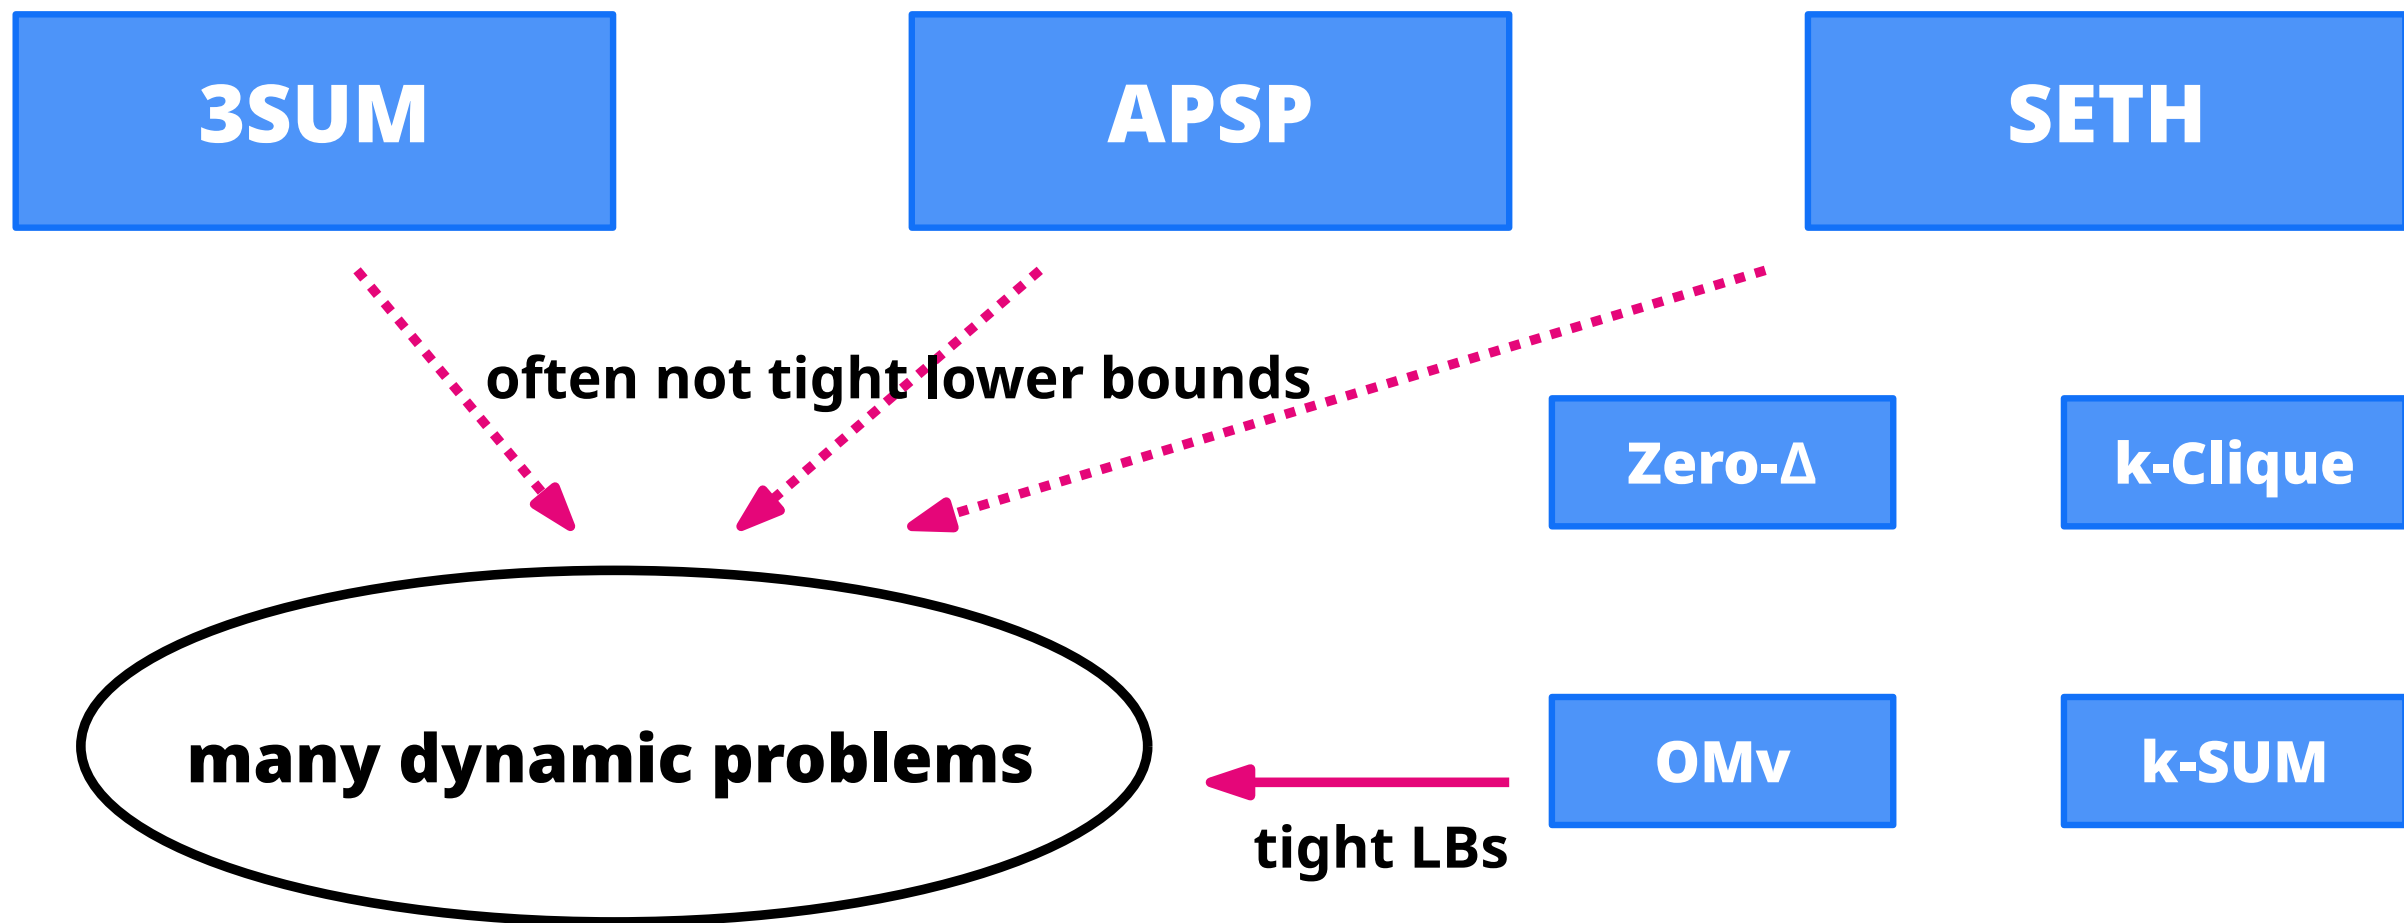 3SUM
APSP
SETH
often not tight lower bounds
Zero-Δ
k-Clique
many dynamic problems
OMv
k-SUM
tight LBs